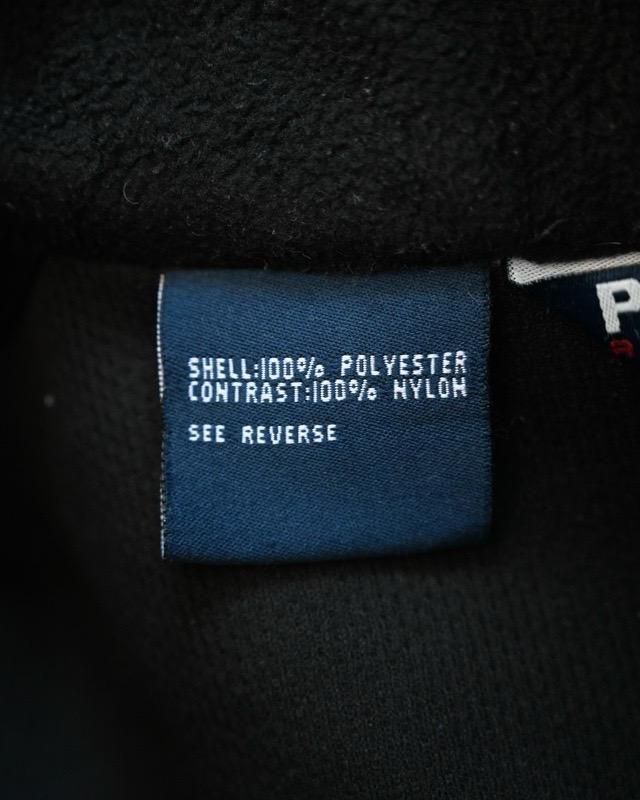 SHELL:100% POLYESTER
CONTRAST:100% NYLON
SEE REVERSE
P